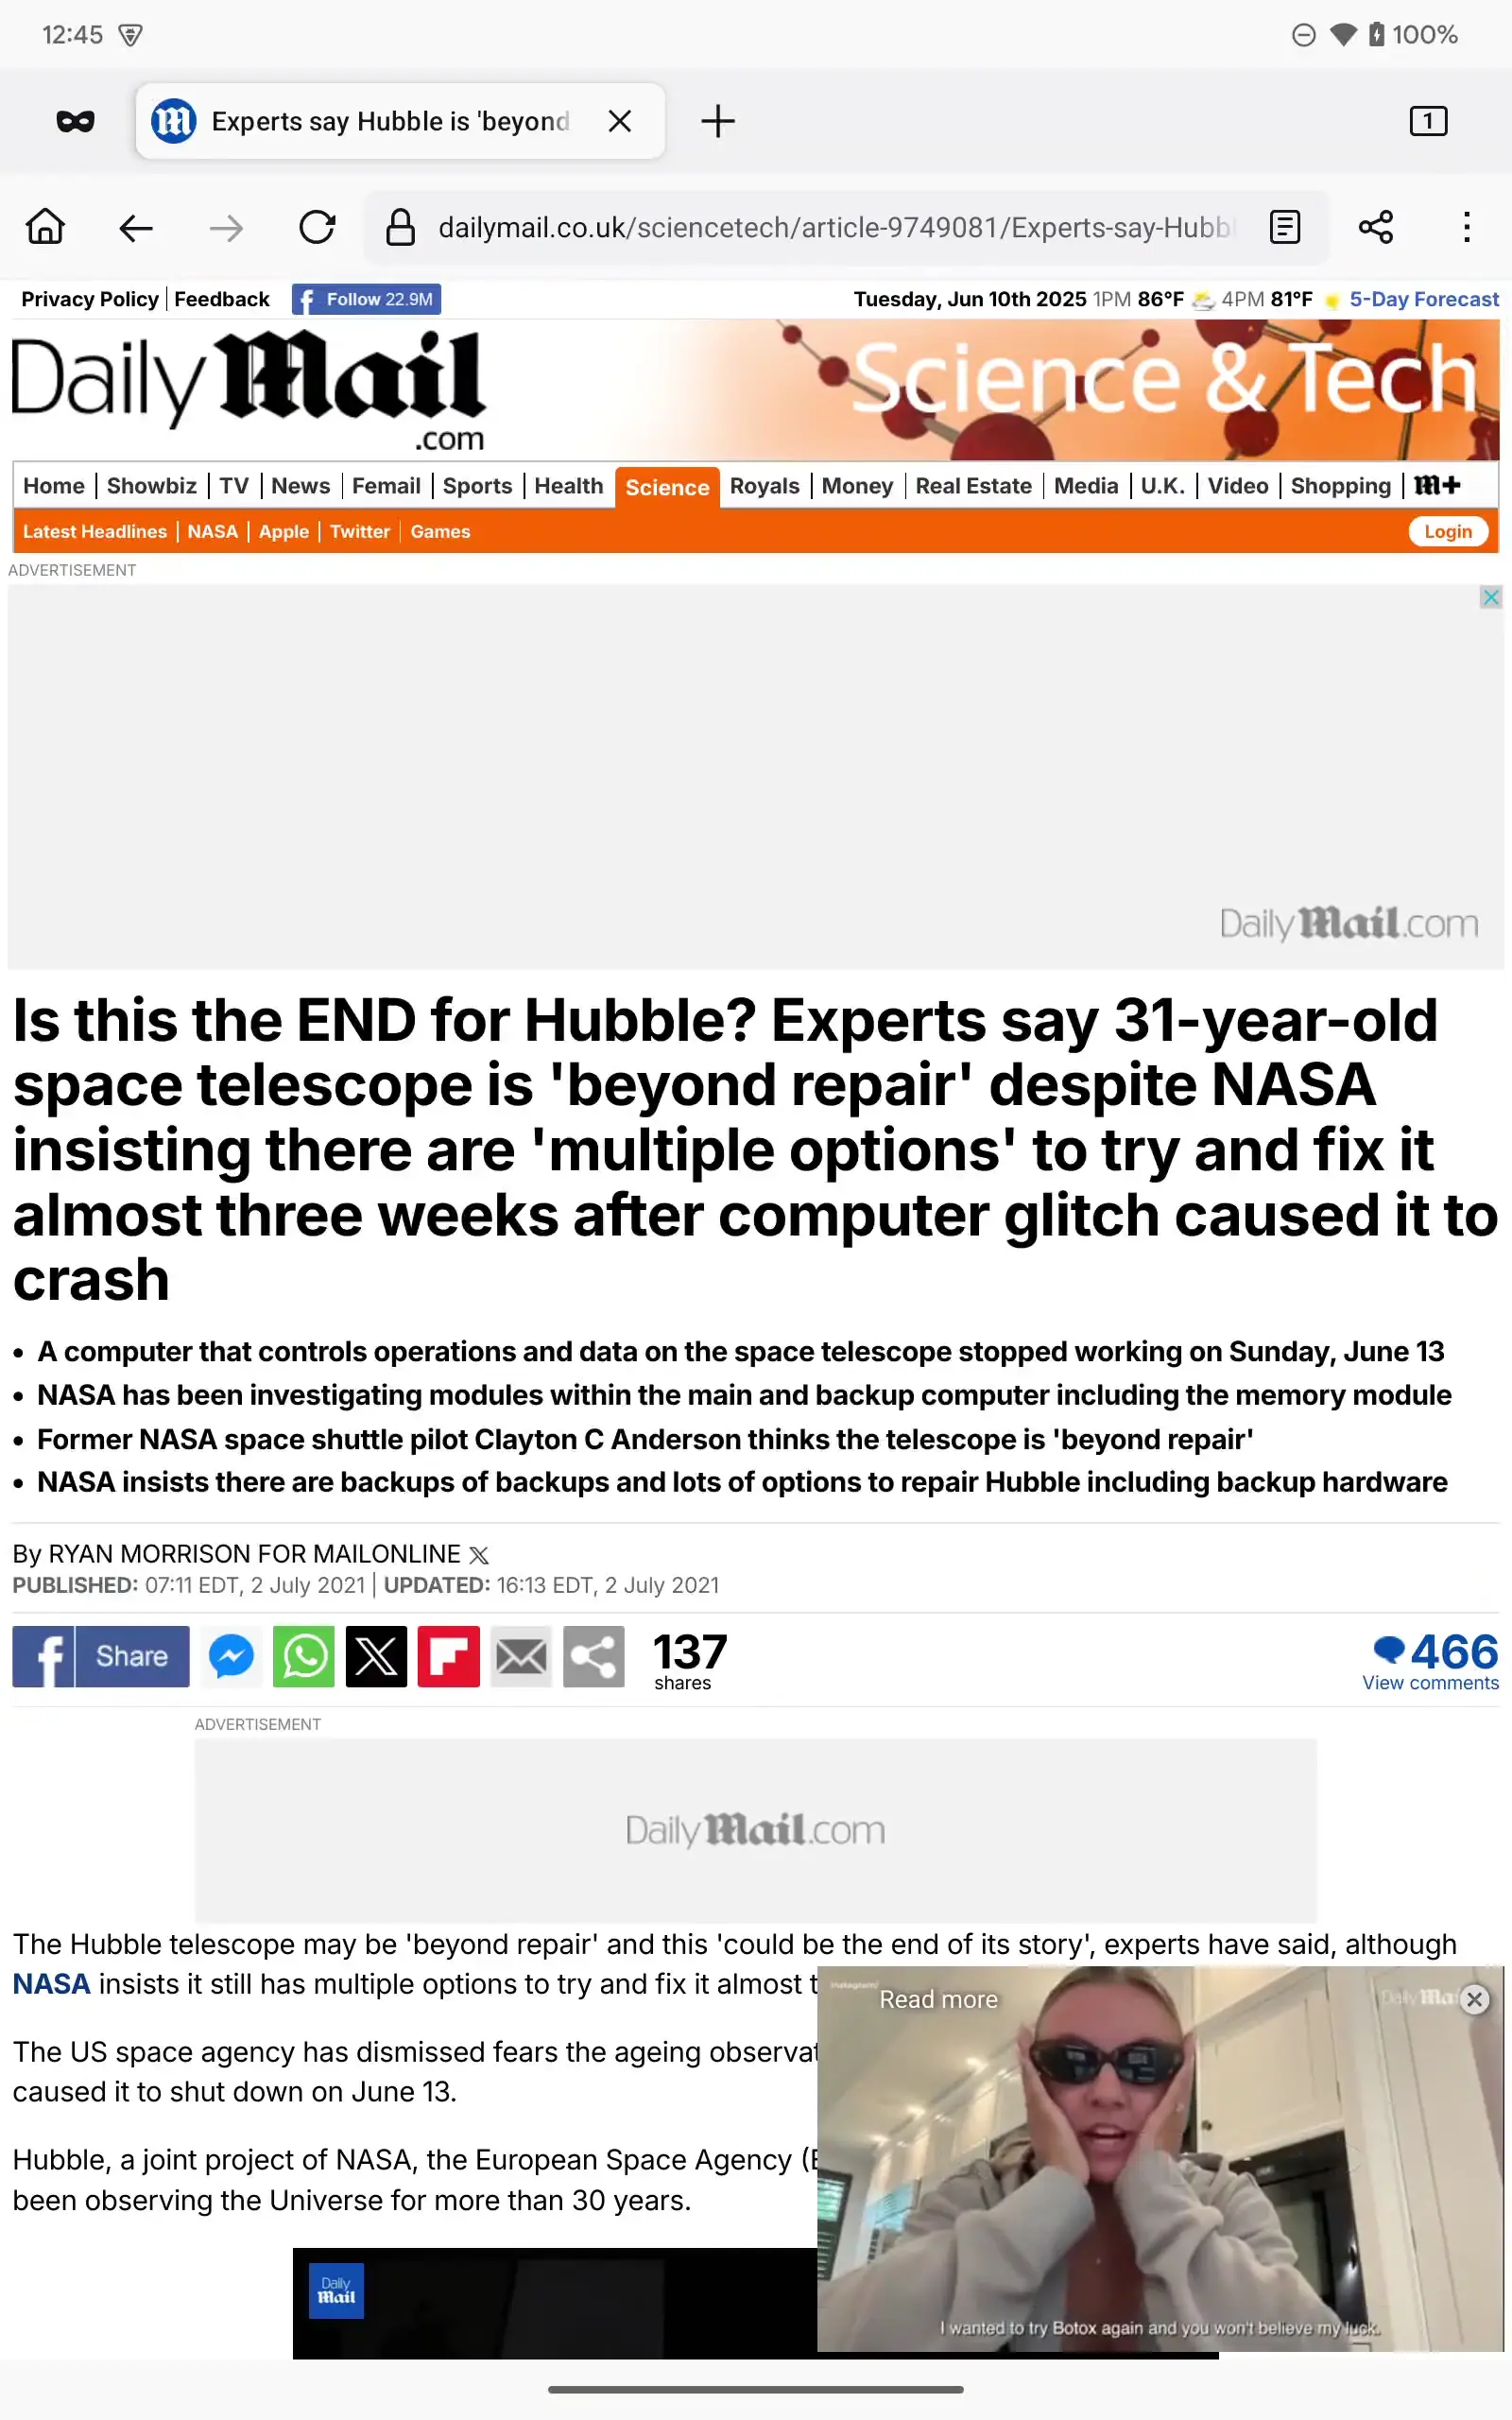 12:45
100%
Experts say Hubble is 'beyond
1
dailymail.co.uk/sciencetech/article-9749081/Experts-say-Hubbl
Privacy Policy Feedback
Follow 22.9M
Tuesday, Jun 10th 2025 1PM 86°F 4PM 81°F 5-Day Forecast
Daily Mail
.com
Science & Tech
Home Showbiz TV News Femail Sports Health Science Royals Money Real Estate Media U.K. Video Shopping m+
Latest Headlines NASA Apple Twitter Games
Login
ADVERTISEMENT
Daily Mail.com
Is this the END for Hubble? Experts say 31-year-old
space telescope is 'beyond repair' despite NASA
insisting there are 'multiple options' to try and fix it
almost three weeks after computer glitch caused it to
crash
• A computer that controls operations and data on the space telescope stopped working on Sunday, June 13
• NASA has been investigating modules within the main and backup computer including the memory module
• Former NASA space shuttle pilot Clayton C Anderson thinks the telescope is 'beyond repair'
• NASA insists there are backups of backups and lots of options to repair Hubble including backup hardware
By RYAN MORRISON FOR MAILONLINE
PUBLISHED: 07:11 EDT, 2 July 2021 | UPDATED: 16:13 EDT, 2 July 2021
Share
137
shares
466
View comments
ADVERTISEMENT
Daily Mail.com
The Hubble telescope may be 'beyond repair' and this 'could be the end of its story', experts have said, although
NASA insists it still has multiple options to try and fix it almost t
Read more
Daily Ma
The US space agency has dismissed fears the ageing observat
caused it to shut down on June 13.
Hubble, a joint project of NASA, the European Space Agency (E
been observing the Universe for more than 30 years.
Daily
Mail
I wanted to try Botox again and you won't believe my luck.